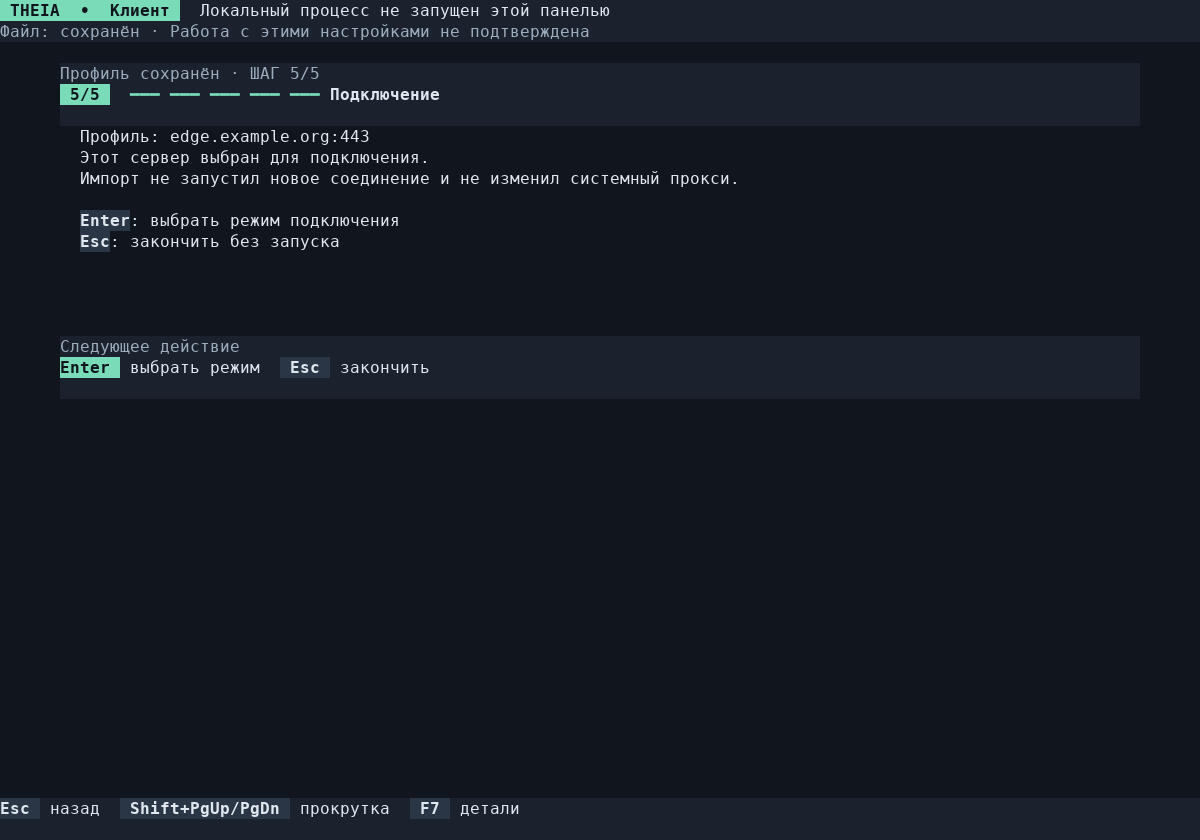 THEIA • Клиент Локальный процесс не запущен этой панелью
Файл: сохранён · Работа с этими настройками не подтверждена
Профиль сохранён · ШАГ 5/5
5/5 ━━━ ━━━ ━━━ ━━━ ━━━ Подключение
Профиль: edge.example.org:443
Этот сервер выбран для подключения.
Импорт не запустил новое соединение и не изменил системный прокси.
Enter: выбрать режим подключения
Esc: закончить без запуска
Следующее действие
Enter выбрать режим Esc закончить
Esc назад Shift+PgUp/PgDn прокрутка F7 детали